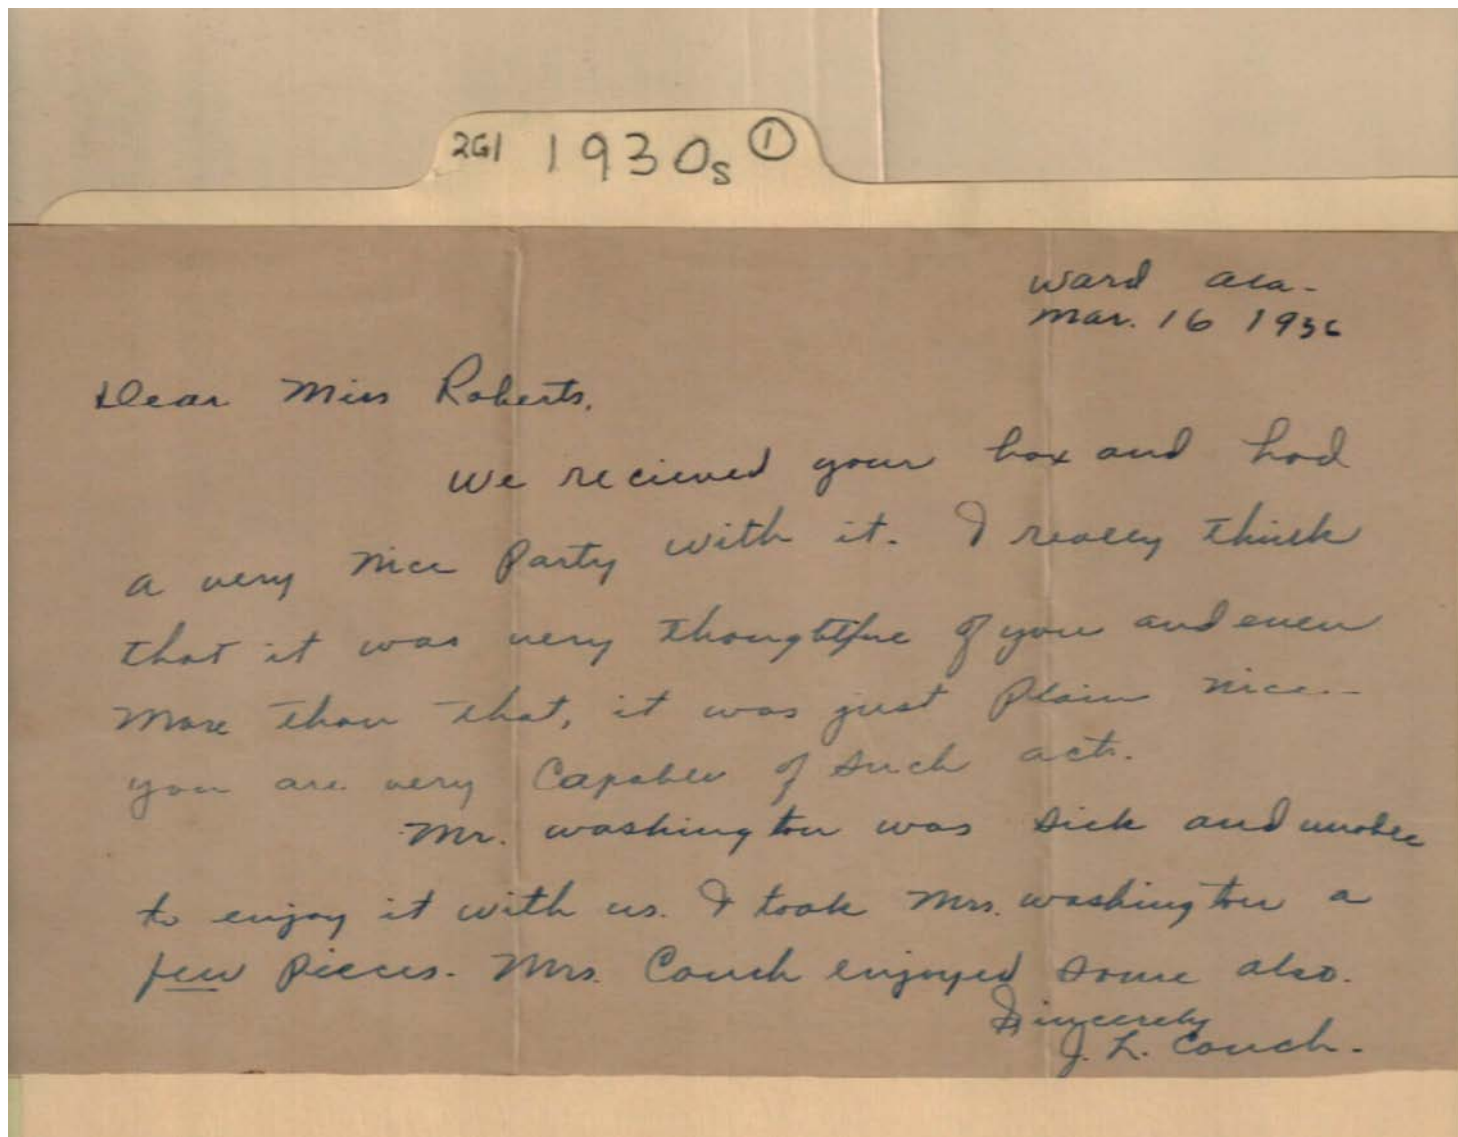 2G1 1930s ①
Ward Ala-
Mar. 16 1936
Dear Miss Roberts,
We recieved your box and had
a very nice Party with it. I really think
that it was very thoughtful of you and even
more than that, it was just plain nice--
you are very Capable of such acts.
Mr. Washington was sick and unable
to enjoy it with us. I took Mrs. Washington a
few pieces. Mrs. Couch enjoyed some also.
Sincerely
J. L. Couch.